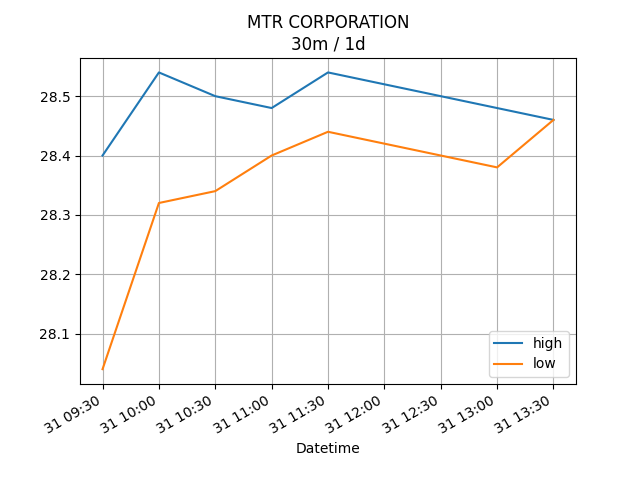 MTR CORPORATION
30m / 1d
28.5
28.4
28.3
28.2
28.1
high
low
31 09:30
31 10:00
31 10:30
31 11:00
31 11:30
31 12:00
31 12:30
31 13:00
31 13:30
Datetime